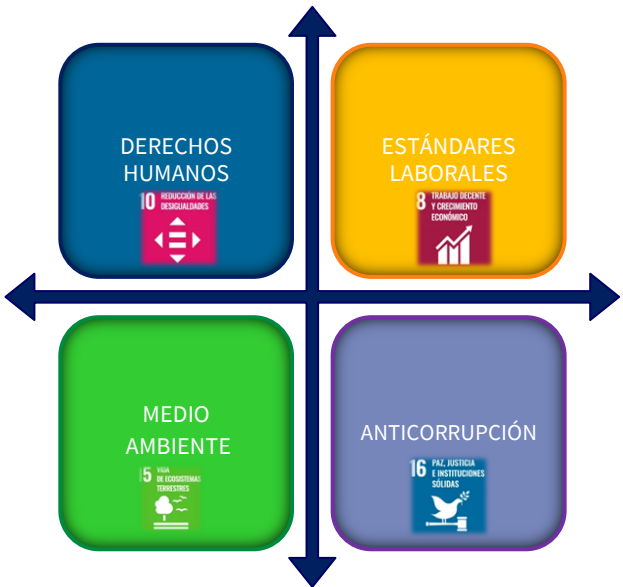 DERECHOS
HUMANOS
10 REDUCCIÓN DE LAS
DESIGUALDADES
ESTÁNDARES
LABORALES
8 TRABAJO DECENTE
Y CRECIMIENTO
ECONÓMICO
MEDIO
AMBIENTE
5 VIDA
DE ECOSISTEMAS
TERRESTRES
ANTICORRUPCIÓN
16 PAZ, JUSTICIA
E INSTITUCIONES
SÓLIDAS